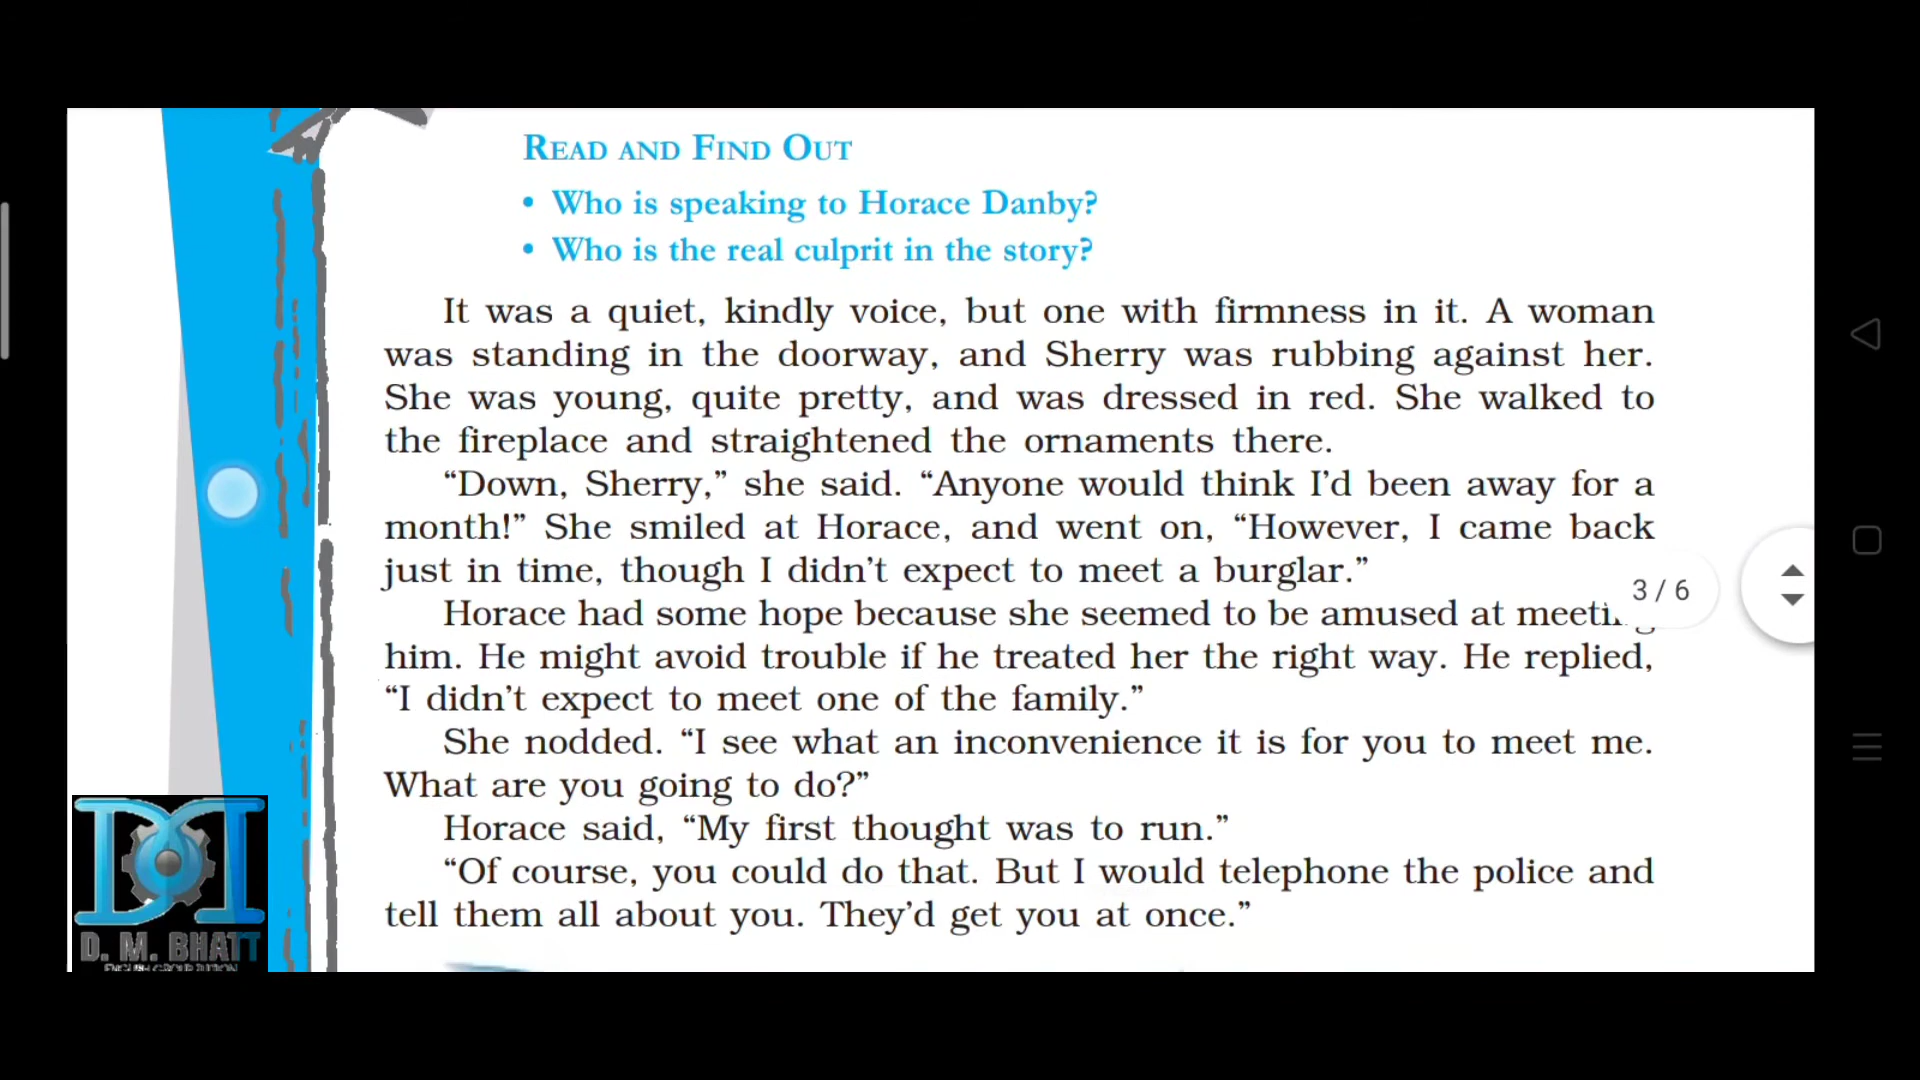 READ AND FIND OUT
• Who is speaking to Horace Danby?
• Who is the real culprit in the story?
It was a quiet, kindly voice, but one with firmness in it. A woman
was standing in the doorway, and Sherry was rubbing against her.
She was young, quite pretty, and was dressed in red. She walked to
the fireplace and straightened the ornaments there.
“Down, Sherry,” she said. “Anyone would think I’d been away for a
month!” She smiled at Horace, and went on, “However, I came back
just in time, though I didn’t expect to meet a burglar.”
3 / 6
Horace had some hope because she seemed to be amused at meeting
him. He might avoid trouble if he treated her the right way. He replied,
“I didn’t expect to meet one of the family.”
She nodded. “I see what an inconvenience it is for you to meet me.
What are you going to do?”
Horace said, “My first thought was to run.”
“Of course, you could do that. But I would telephone the police and
tell them all about you. They’d get you at once.”
D. M. BHATT